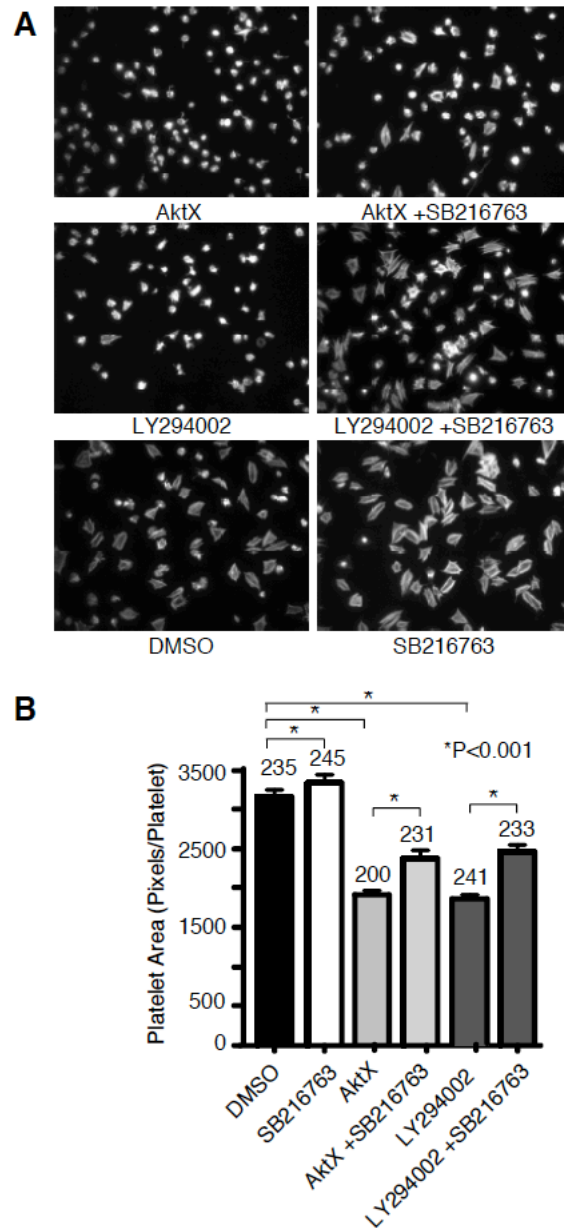 A
AktX
AktX +SB216763
LY294002
LY294002 +SB216763
DMSO
SB216763
B
*
*
*
*P<0.001
3500
2500
1500
500
0
Platelet Area (Pixels/Platelet)
235
245
200
*
231
241
*
233
DMSO
SB216763
AktX
AktX +SB216763
LY294002
LY294002 +SB216763